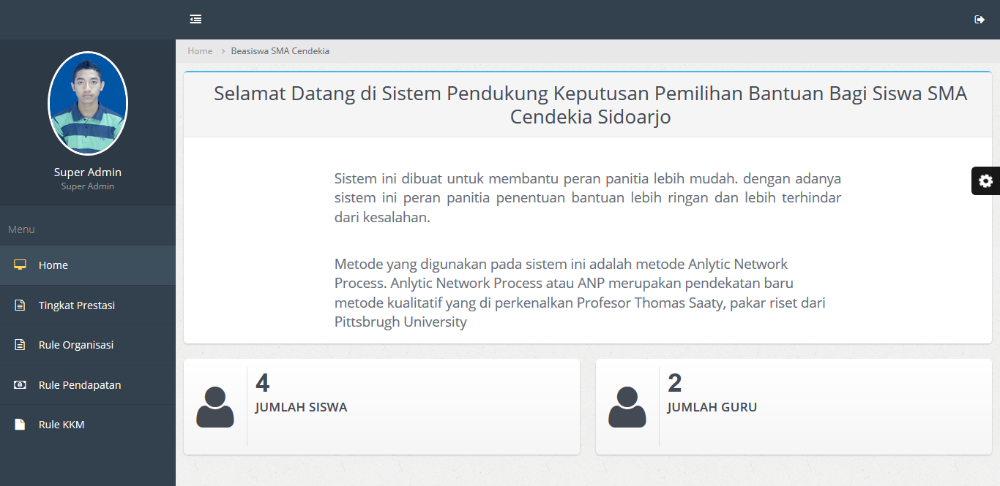 Home > Beasiswa SMA Cendekia
Super Admin
Super Admin
Menu
Home
Tingkat Prestasi
Rule Organisasi
Rule Pendapatan
Rule KKM
Selamat Datang di Sistem Pendukung Keputusan Pemilihan Bantuan Bagi Siswa SMA
Cendekia Sidoarjo
Sistem ini dibuat untuk membantu peran panitia lebih mudah. dengan adanya
sistem ini peran panitia penentuan bantuan lebih ringan dan lebih terhindar
dari kesalahan.
Metode yang digunakan pada sistem ini adalah metode Anlytic Network
Process. Anlytic Network Process atau ANP merupakan pendekatan baru
metode kualitatif yang di perkenalkan Profesor Thomas Saaty, pakar riset dari
Pittsbrugh University
4
JUMLAH SISWA
2
JUMLAH GURU